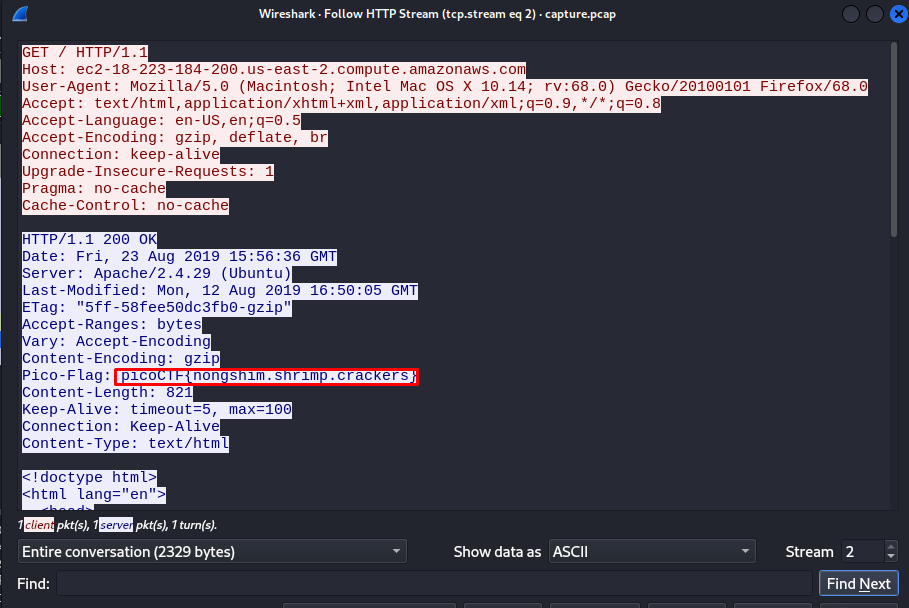 Wireshark · Follow HTTP Stream (tcp.stream eq 2) · capture.pcap
GET / HTTP/1.1
Host: ec2-18-223-184-200.us-east-2.compute.amazonaws.com
User-Agent: Mozilla/5.0 (Macintosh; Intel Mac OS X 10.14; rv:68.0) Gecko/20100101 Firefox/68.0
Accept: text/html,application/xhtml+xml,application/xml;q=0.9,*/*;q=0.8
Accept-Language: en-US,en;q=0.5
Accept-Encoding: gzip, deflate, br
Connection: keep-alive
Upgrade-Insecure-Requests: 1
Pragma: no-cache
Cache-Control: no-cache
HTTP/1.1 200 OK
Date: Fri, 23 Aug 2019 15:56:36 GMT
Server: Apache/2.4.29 (Ubuntu)
Last-Modified: Mon, 12 Aug 2019 16:50:05 GMT
ETag: "5ff-58fee50dc3fb0-gzip"
Accept-Ranges: bytes
Vary: Accept-Encoding
Content-Encoding: gzip
Pico-Flag: picoCTF{nongshim.shrimp.crackers}
Content-Length: 821
Keep-Alive: timeout=5, max=100
Connection: Keep-Alive
Content-Type: text/html
<!doctype html>
<html lang="en">
<head>
1 client pkt(s), 1 server pkt(s), 1 turn(s).
Entire conversation (2329 bytes) Show data as ASCII Stream 2
Find: Find Next